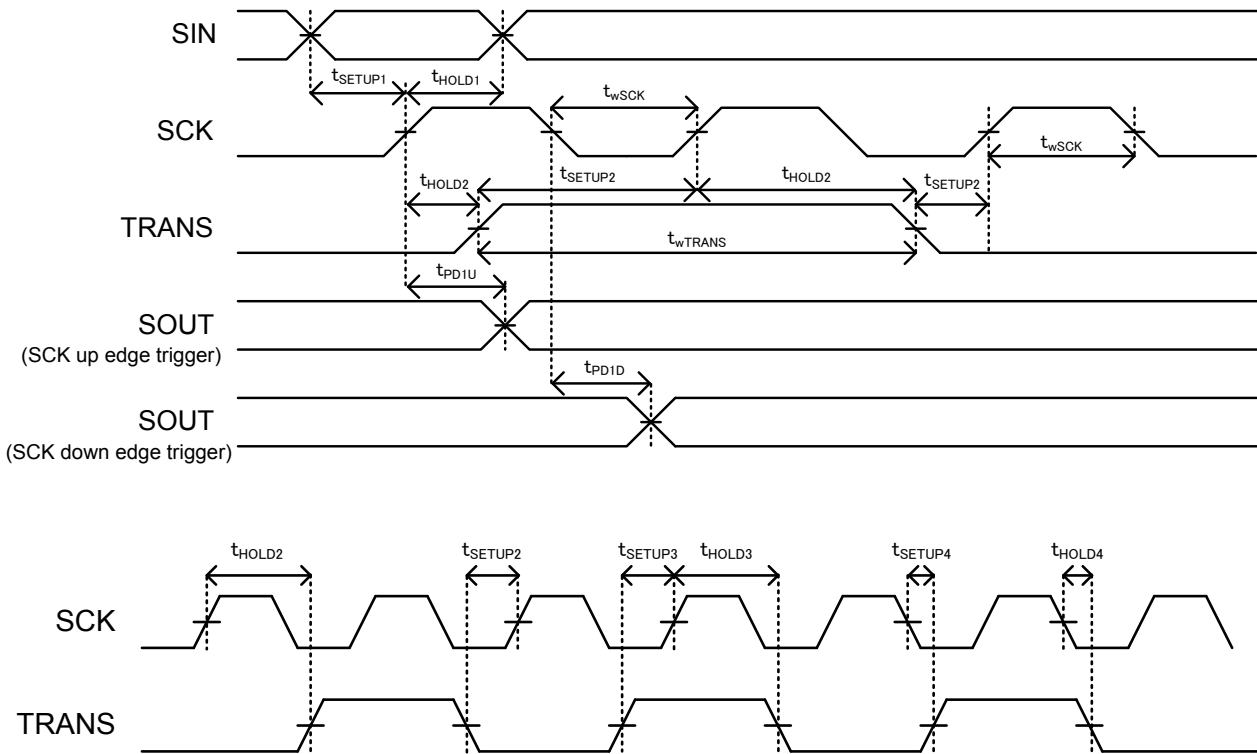 SIN
tSETUP1 tHOLD1
twSCK
SCK
twSCK
tHOLD2 tSETUP2 tHOLD2 tSETUP2
TRANS
twTRANS
tPD1U
SOUT
(SCK up edge trigger)
tPD1D
SOUT
(SCK down edge trigger)
tHOLD2 tSETUP2 tSETUP3 tHOLD3 tSETUP4 tHOLD4
SCK
TRANS